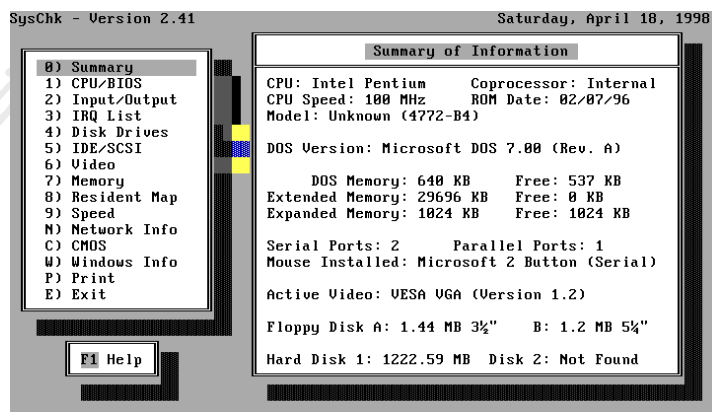 SysChk - Version 2.41 Saturday, April 18, 1998
0) Summary
1) CPU/BIOS
2) Input/Output
3) IRQ List
4) Disk Drives
5) IDE/SCSI
6) Video
7) Memory
8) Resident Map
9) Speed
N) Network Info
C) CMOS
W) Windows Info
P) Print
E) Exit
F1 Help
Summary of Information
CPU: Intel Pentium Coprocessor: Internal
CPU Speed: 100 MHz ROM Date: 02/07/96
Model: Unknown (4772-B4)
DOS Version: Microsoft DOS 7.00 (Rev. A)
DOS Memory: 640 KB Free: 537 KB
Extended Memory: 29696 KB Free: 0 KB
Expanded Memory: 1024 KB Free: 1024 KB
Serial Ports: 2 Parallel Ports: 1
Mouse Installed: Microsoft 2 Button (Serial)
Active Video: VESA VGA (Version 1.2)
Floppy Disk A: 1.44 MB 3½" B: 1.2 MB 5¼"
Hard Disk 1: 1222.59 MB Disk 2: Not Found